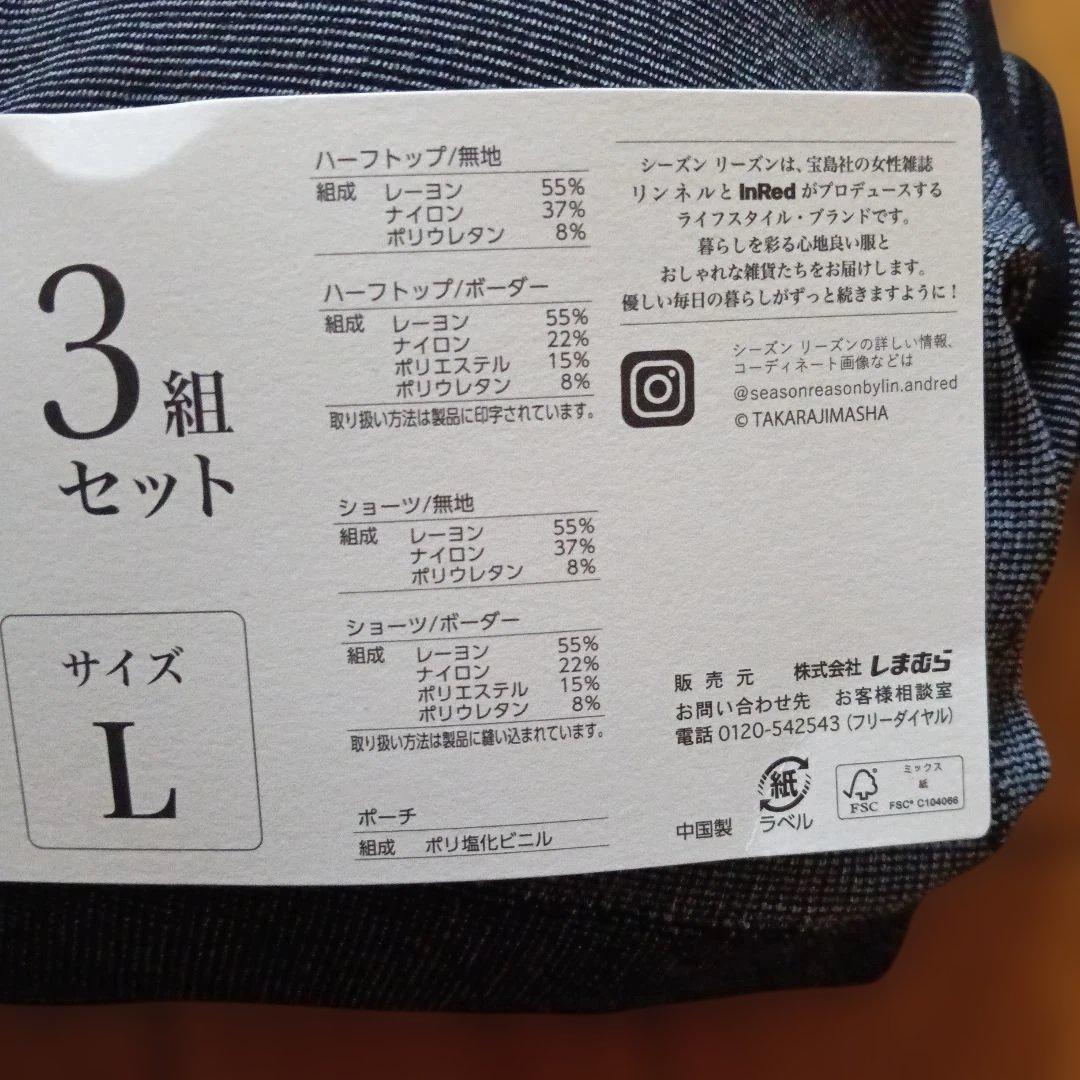 3組
セット
サイズ
L
ハーフトップ/無地
組成 レーヨン 55%
ナイロン 37%
ポリウレタン 8%
ハーフトップ/ボーダー
組成 レーヨン 55%
ナイロン 22%
ポリエステル 15%
ポリウレタン 8%
取り扱い方法は製品に印字されています。
ショーツ/無地
組成 レーヨン 55%
ナイロン 37%
ポリウレタン 8%
ショーツ/ボーダー
組成 レーヨン 55%
ナイロン 22%
ポリエステル 15%
ポリウレタン 8%
取り扱い方法は製品に縫い込まれています。
ポーチ
組成 ポリ塩化ビニル
シーズン リーズンは、宝島社の女性雑誌
リンネルと InRed がプロデュースする
ライフスタイル・ブランドです。
暮らしを彩る心地良い服と
おしゃれな雑貨たちをお届けします。
優しい毎日の暮らしがずっと続きますように!
シーズン リーズンの詳しい情報、
コーディネート画像などは
@seasonreasonbylin.andred
© TAKARAJIMASHA
販売元 株式会社 しまむら
お問い合わせ先 お客様相談室
電話 0120-542543 (フリーダイヤル)
中国製
紙
ラベル
FSC
ミックス
紙
FSC® C104066